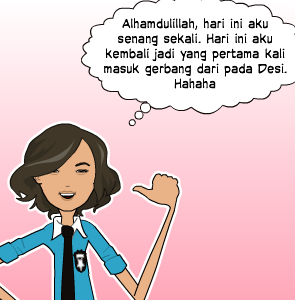 Alhamdulillah, hari ini aku
senang sekali. Hari ini aku
kembali jadi yang pertama kali
masuk gerbang dari pada Desi.
Hahaha